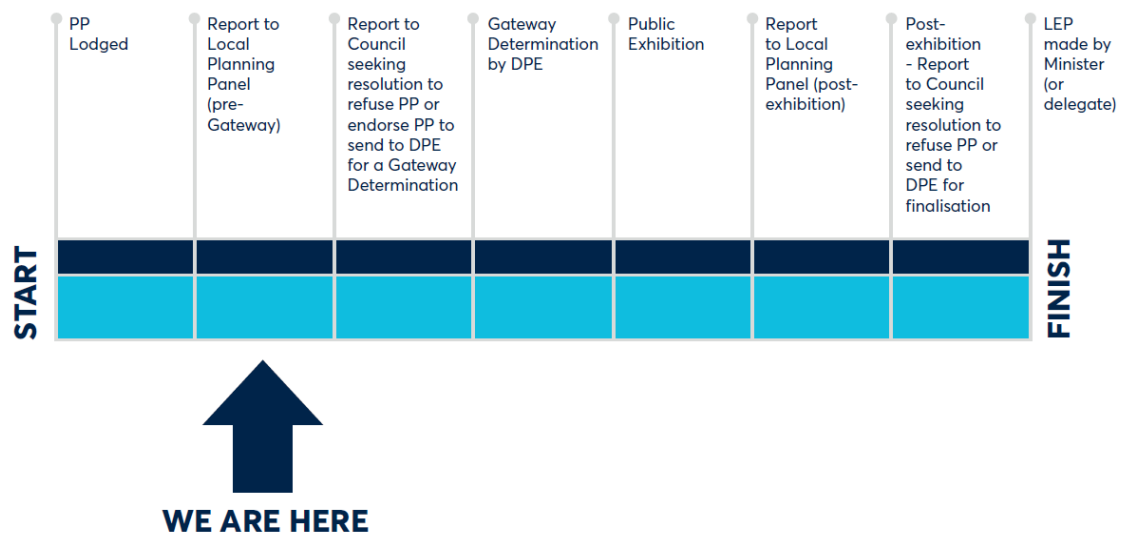 PP
Lodged
Report to
Local
Planning
Panel
(pre-
Gateway)
Report to
Council
seeking
resolution to
refuse PP or
endorse PP to
send to DPE
for a Gateway
Determination
Gateway
Determination
by DPE
Public
Exhibition
Report
to Local
Planning
Panel (post-
exhibition)
Post-
exhibition
- Report
to Council
seeking
resolution to
refuse PP or
send to
DPE for
finalisation
LEP
made by
Minister
(or
delegate)
START
FINISH
WE ARE HERE